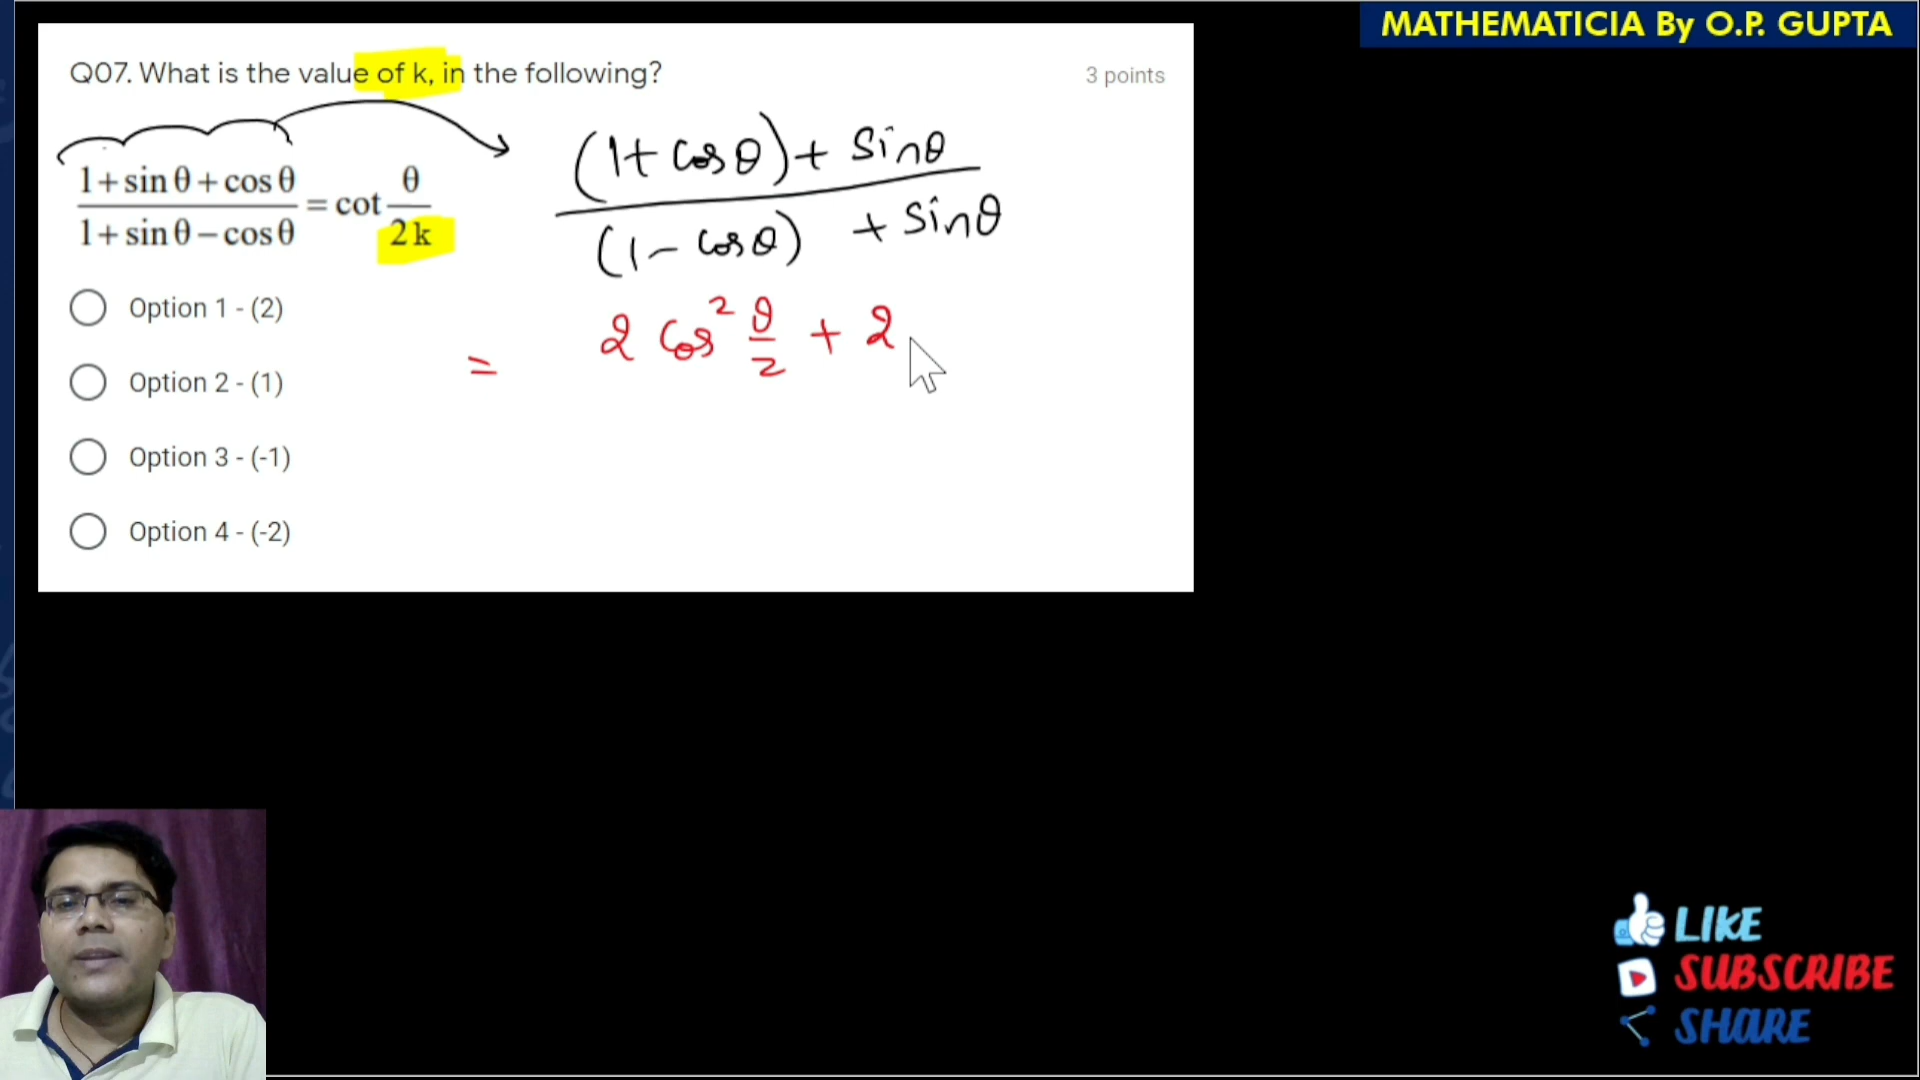 MATHEMATICIA By O.P. GUPTA
Q07. What is the value of k, in the following?
3 points
1+sin θ+cos θ / 1+sin θ−cos θ = cot θ / 2k
(1+ cos θ)+ sin θ / (1- cos θ) + sin θ
= 2 cos² θ/2 + 2
Option 1 - (2)
Option 2 - (1)
Option 3 - (-1)
Option 4 - (-2)
LIKE
SUBSCRIBE
SHARE